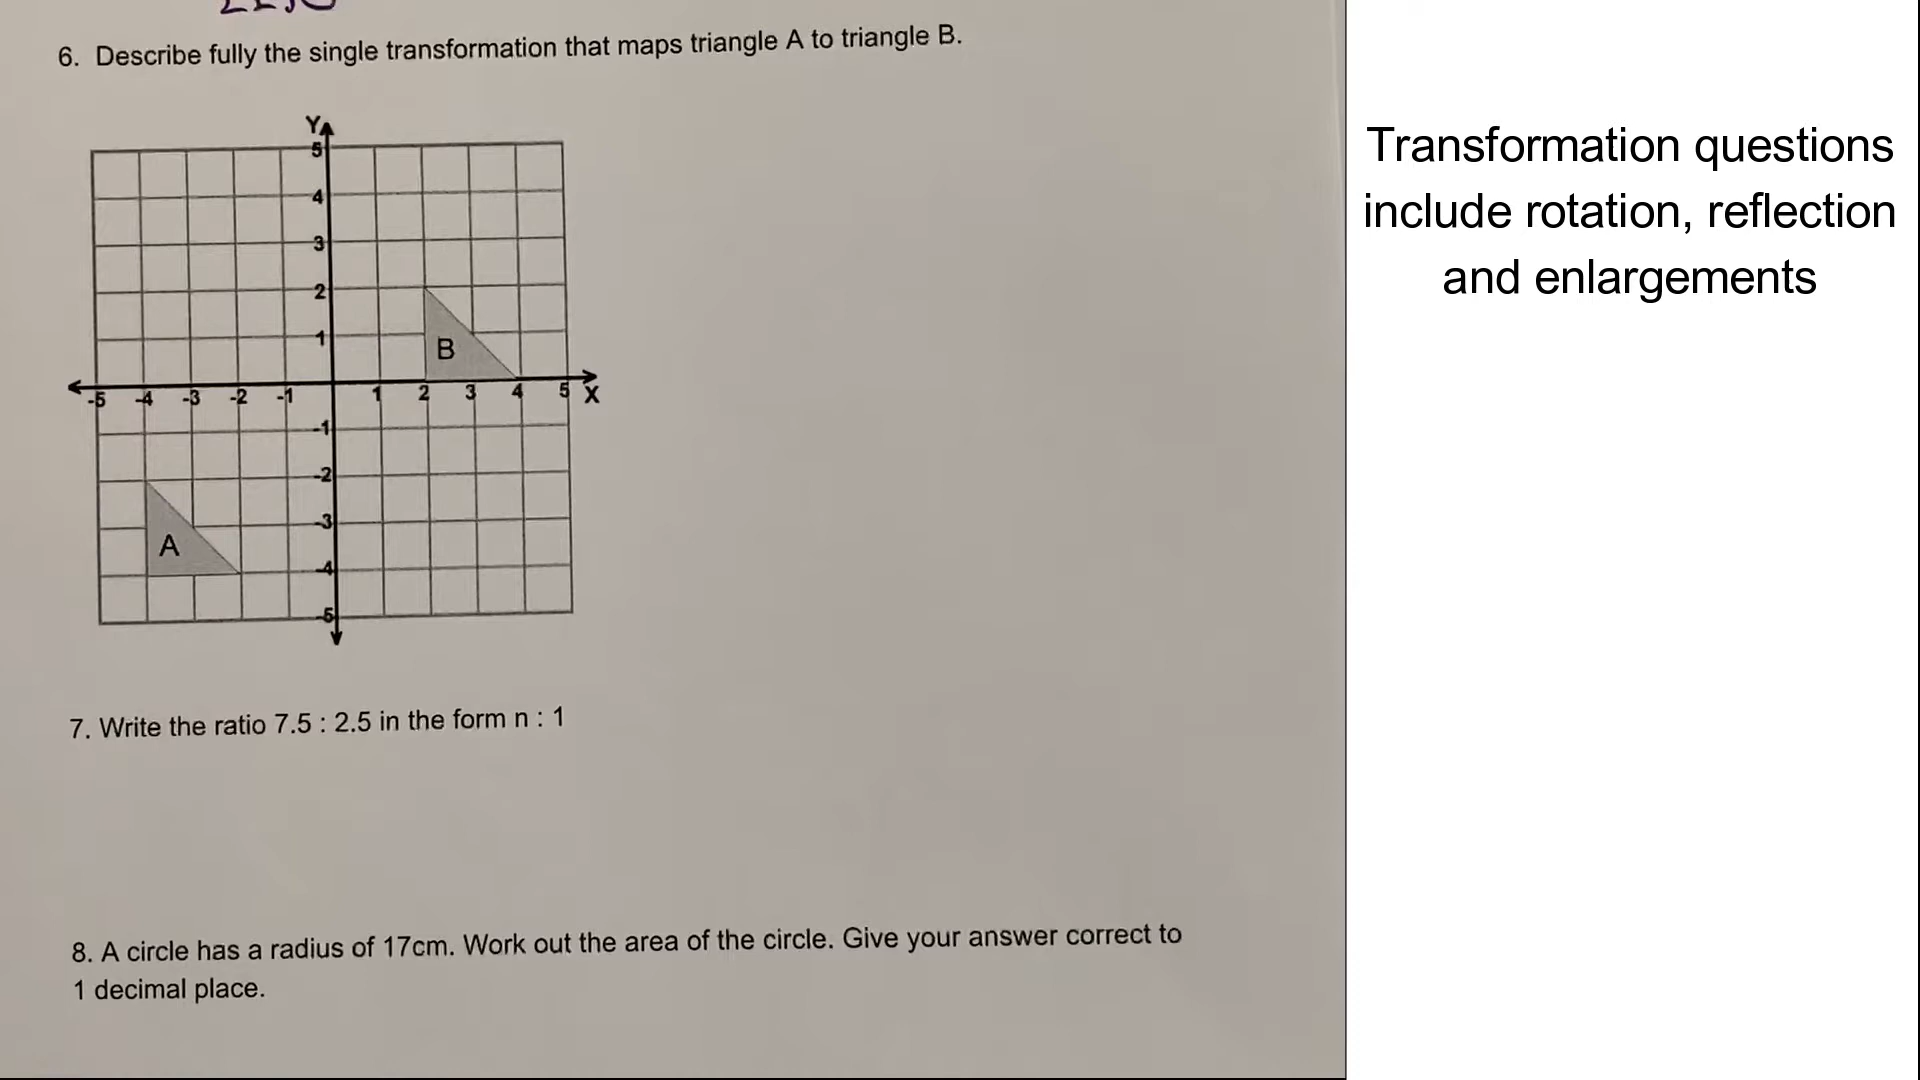 6. Describe fully the single transformation that maps triangle A to triangle B.
Y
5
4
3
2
1
B
-5 -4 -3 -2 -1 1 2 3 4 5 X
-1
-2
-3
A
-4
-5
7. Write the ratio 7.5 : 2.5 in the form n : 1
8. A circle has a radius of 17cm. Work out the area of the circle. Give your answer correct to
1 decimal place.
Transformation questions
include rotation, reflection
and enlargements